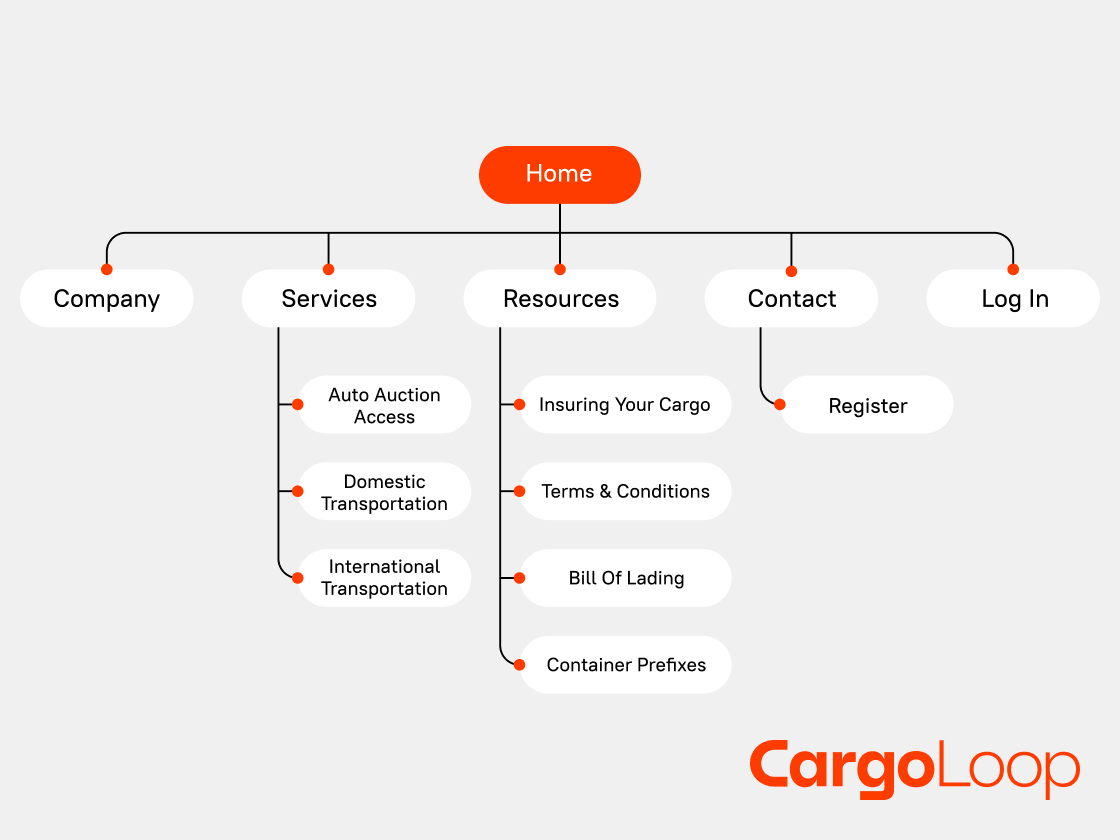 Home
Company
Services
Resources
Contact
Log In
Auto Auction
Access
Domestic
Transportation
International
Transportation
Insuring Your Cargo
Terms & Conditions
Bill Of Lading
Container Prefixes
Register
CargoLoop